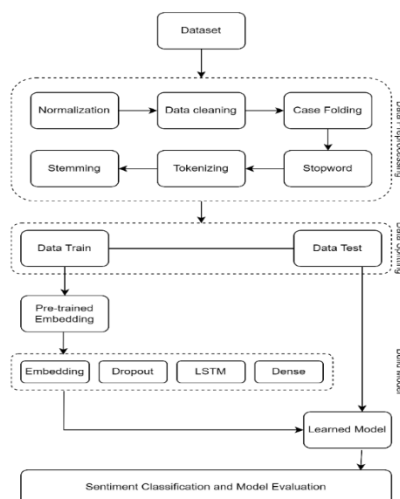 Dataset
Normalization
Data cleaning
Case Folding
Stemming
Tokenizing
Stopword
Data Train
Data Test
Pre-trained
Embedding
Embedding
Dropout
LSTM
Dense
Learned Model
Sentiment Classification and Model Evaluation